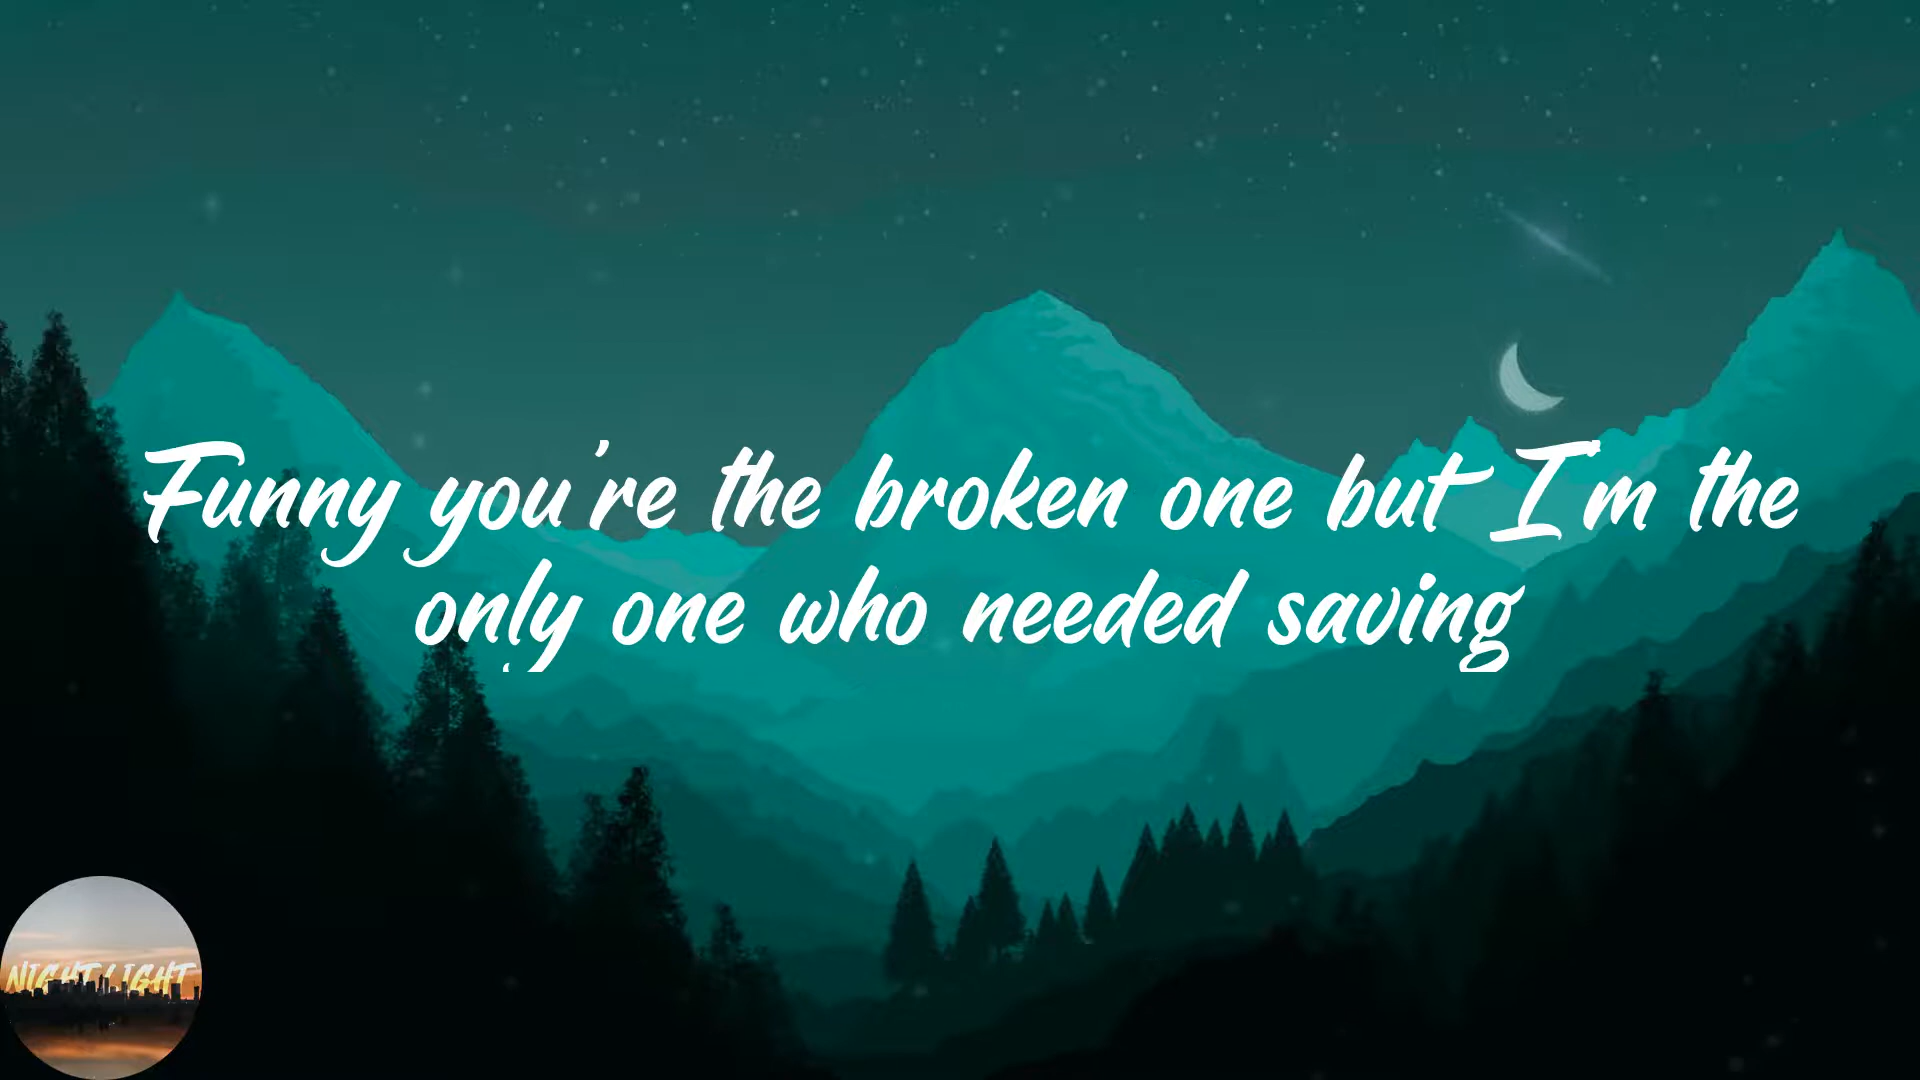 Funny you're the broken one but I'm the
only one who needed saving
NIGHT LIGHT